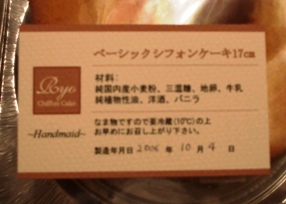 Ryo
Chiffon Cake
~Handmaid~
ベーシックシフォンケーキ17cm
材料:
純国内産小麦粉、三温糖、地卵、牛乳
純植物性油、洋酒、バニラ
なま物ですので要冷蔵(10℃)の上
お早めにお召し上がり下さい。
製造年月日 2006 年 10 月 4 日